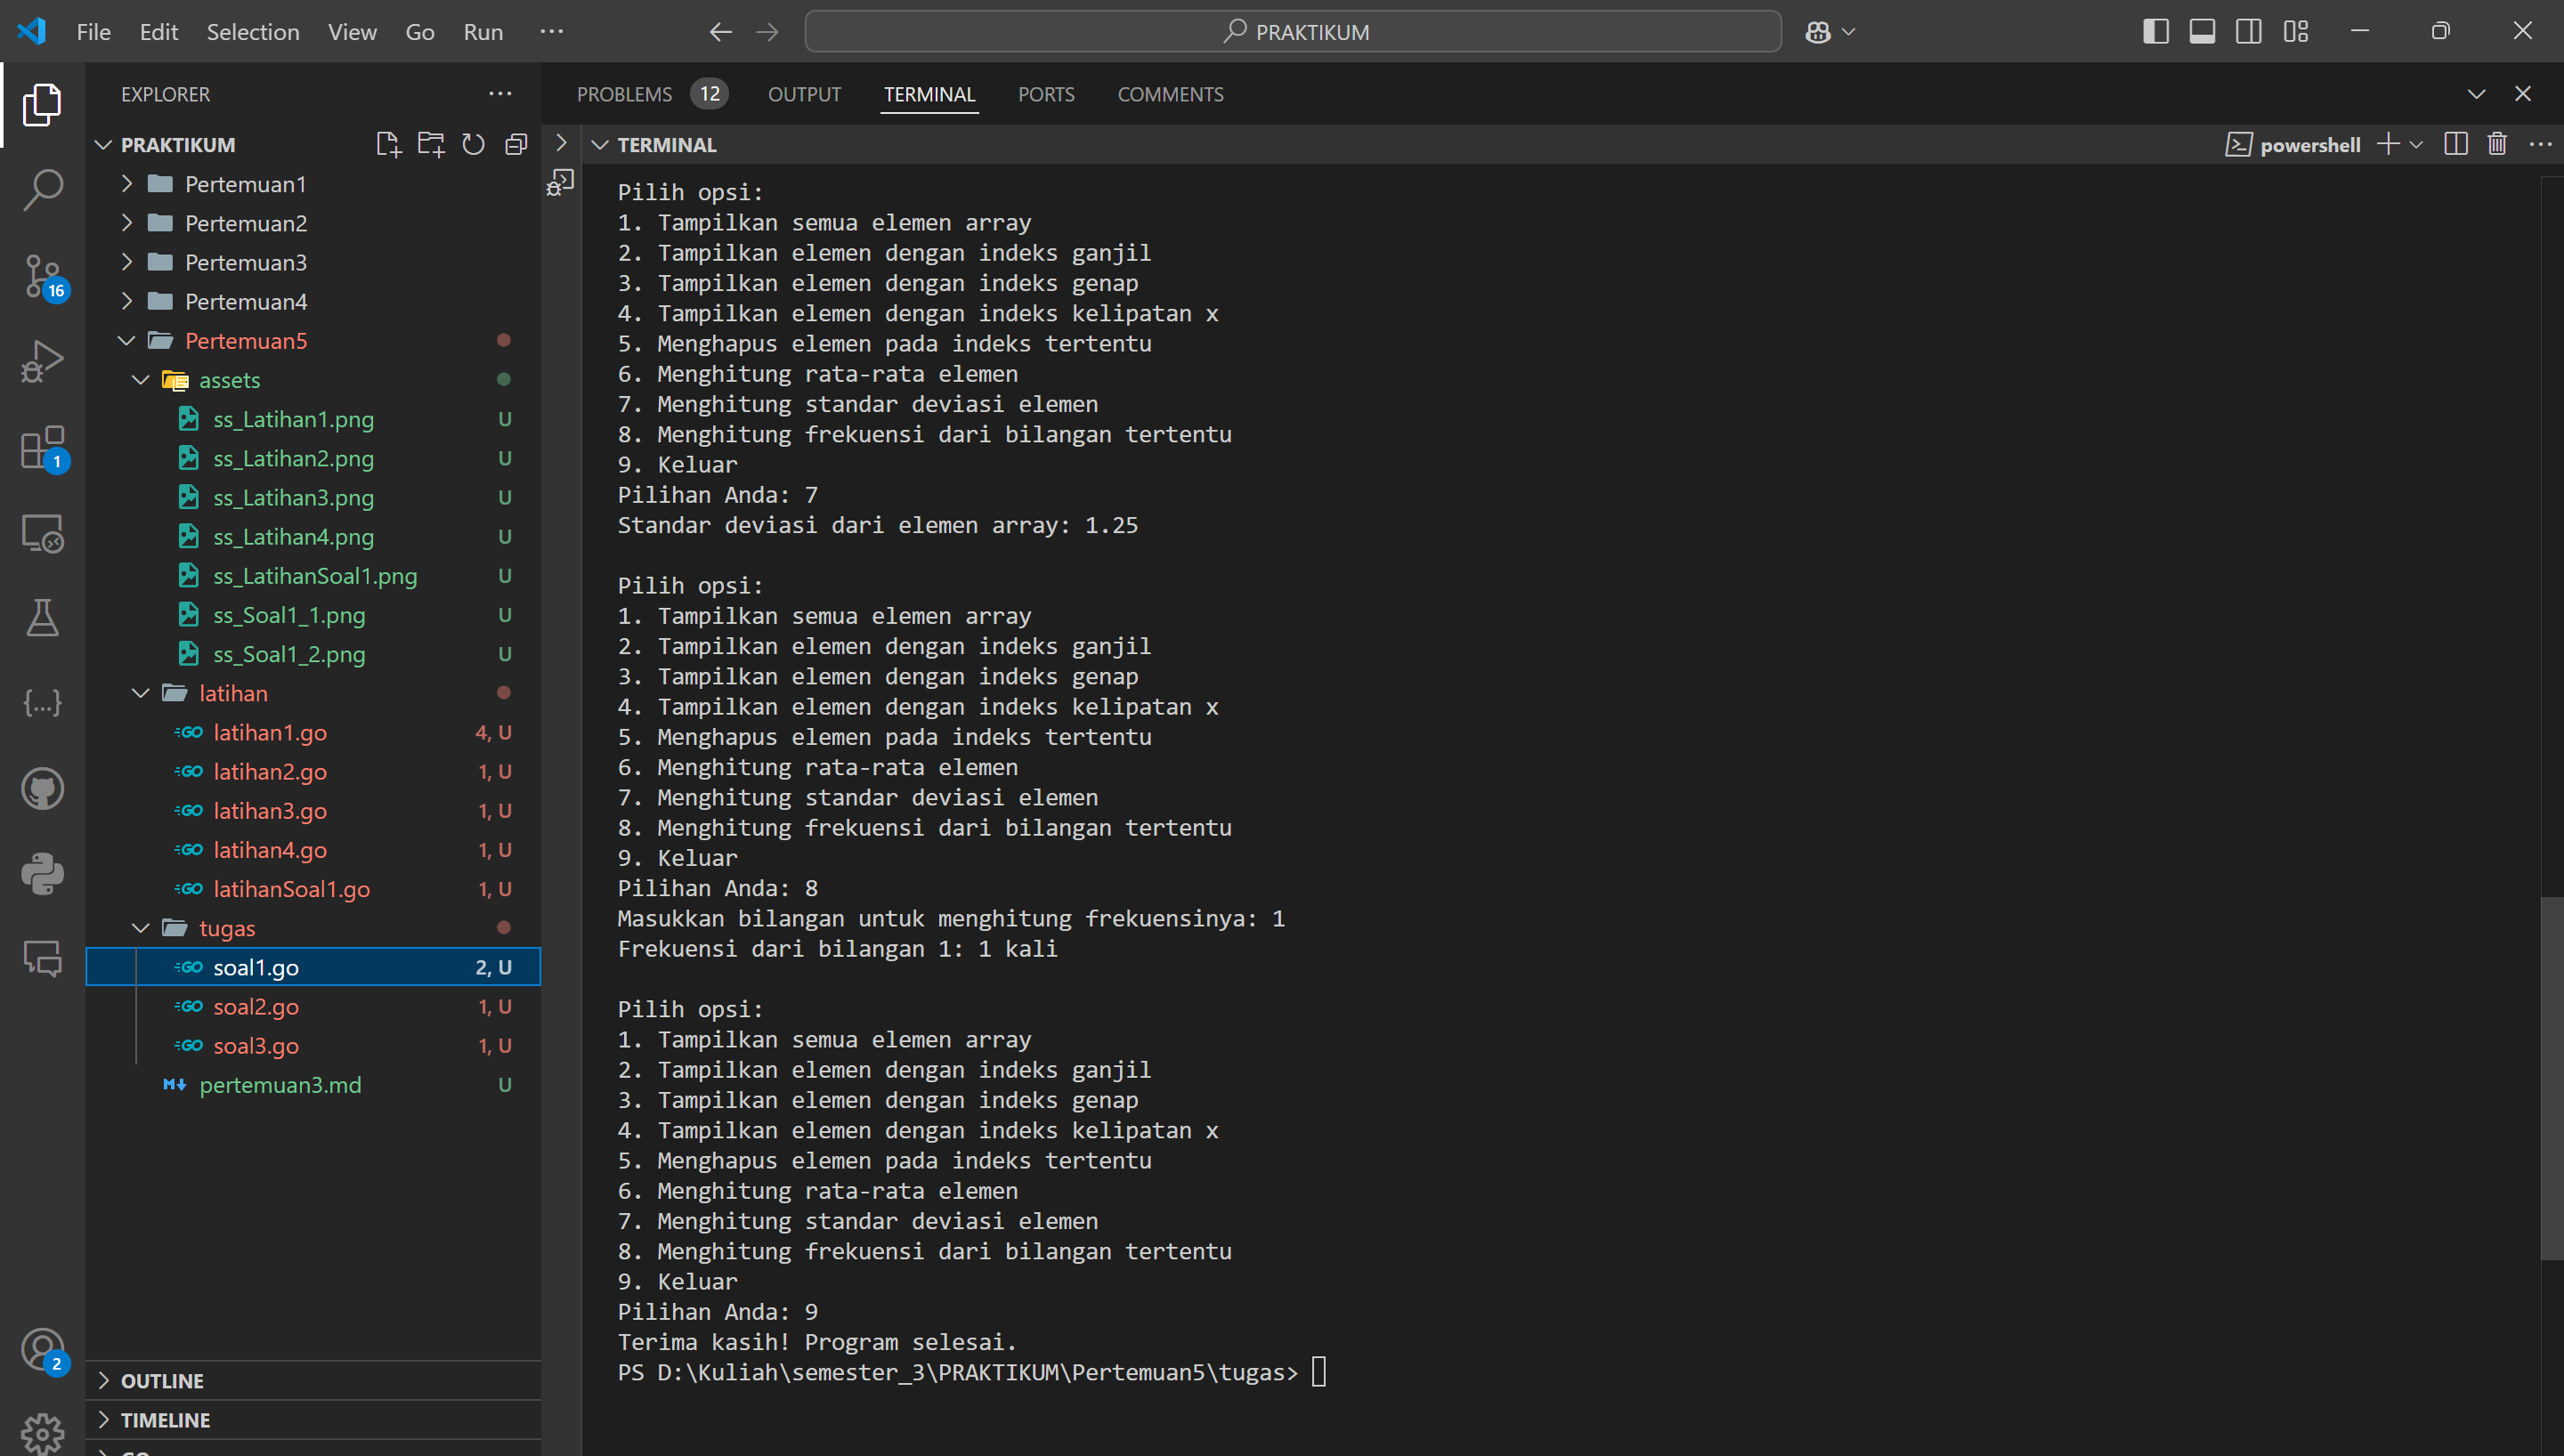 File Edit Selection View Go Run ···
PRAKTIKUM
EXPLORER
PRAKTIKUM
Pertemuan1
Pertemuan2
Pertemuan3
Pertemuan4
Pertemuan5
assets
ss_Latihan1.png U
ss_Latihan2.png U
ss_Latihan3.png U
ss_Latihan4.png U
ss_LatihanSoal1.png U
ss_Soal1_1.png U
ss_Soal1_2.png U
latihan
GO latihan1.go 4, U
GO latihan2.go 1, U
GO latihan3.go 1, U
GO latihan4.go 1, U
GO latihanSoal1.go 1, U
tugas
GO soal1.go 2, U
GO soal2.go 1, U
GO soal3.go 1, U
pertemuan3.md U
OUTLINE
TIMELINE
GO
16
1
2
PROBLEMS 12 OUTPUT TERMINAL PORTS COMMENTS
TERMINAL
powershell
Pilih opsi:
1. Tampilkan semua elemen array
2. Tampilkan elemen dengan indeks ganjil
3. Tampilkan elemen dengan indeks genap
4. Tampilkan elemen dengan indeks kelipatan x
5. Menghapus elemen pada indeks tertentu
6. Menghitung rata-rata elemen
7. Menghitung standar deviasi elemen
8. Menghitung frekuensi dari bilangan tertentu
9. Keluar
Pilihan Anda: 7
Standar deviasi dari elemen array: 1.25
Pilih opsi:
1. Tampilkan semua elemen array
2. Tampilkan elemen dengan indeks ganjil
3. Tampilkan elemen dengan indeks genap
4. Tampilkan elemen dengan indeks kelipatan x
5. Menghapus elemen pada indeks tertentu
6. Menghitung rata-rata elemen
7. Menghitung standar deviasi elemen
8. Menghitung frekuensi dari bilangan tertentu
9. Keluar
Pilihan Anda: 8
Masukkan bilangan untuk menghitung frekuensinya: 1
Frekuensi dari bilangan 1: 1 kali
Pilih opsi:
1. Tampilkan semua elemen array
2. Tampilkan elemen dengan indeks ganjil
3. Tampilkan elemen dengan indeks genap
4. Tampilkan elemen dengan indeks kelipatan x
5. Menghapus elemen pada indeks tertentu
6. Menghitung rata-rata elemen
7. Menghitung standar deviasi elemen
8. Menghitung frekuensi dari bilangan tertentu
9. Keluar
Pilihan Anda: 9
Terima kasih! Program selesai.
PS D:\Kuliah\semester_3\PRAKTIKUM\Pertemuan5\tugas>